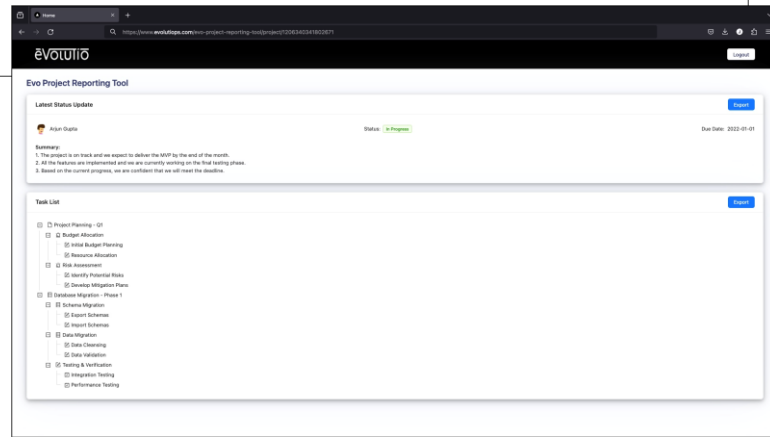 Home
https://www.evolutiops.com/evo-project-reporting-tool/project/1206340341802671
ēvolutiō
Logout
Evo Project Reporting Tool
Latest Status Update
Export
Arjun Gupta
Status: In Progress
Due Date: 2022-01-01
Summary:
1. The project is on track and we expect to deliver the MVP by the end of the month.
2. All the features are implemented and we are currently working on the final testing phase.
3. Based on the current progress, we are confident that we will meet the deadline.
Task List
Export
Project Planning - Q1
Budget Allocation
Initial Budget Planning
Resource Allocation
Risk Assessment
Identify Potential Risks
Develop Mitigation Plans
Database Migration - Phase 1
Schema Migration
Export Schemas
Import Schemas
Data Migration
Data Cleansing
Data Validation
Testing & Verification
Integration Testing
Performance Testing